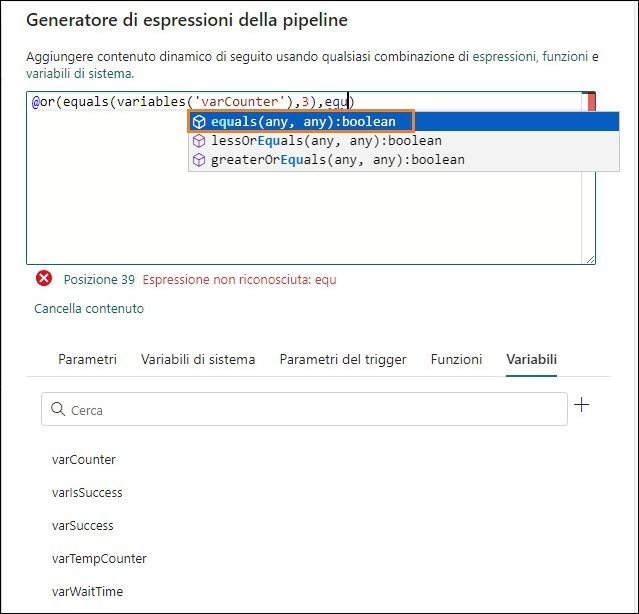 Generatore di espressioni della pipeline
Aggiungere contenuto dinamico di seguito usando qualsiasi combinazione di espressioni, funzioni e
variabili di sistema.
@or(equals(variables('varCounter'),3),equ)
equals(any, any):boolean
lessOrEquals(any, any):boolean
greaterOrEquals(any, any):boolean
Posizione 39 Espressione non riconosciuta: equ
Cancella contenuto
Parametri Variabili di sistema Parametri del trigger Funzioni Variabili
Cerca
varCounter
varIsSuccess
varSuccess
varTempCounter
varWaitTime